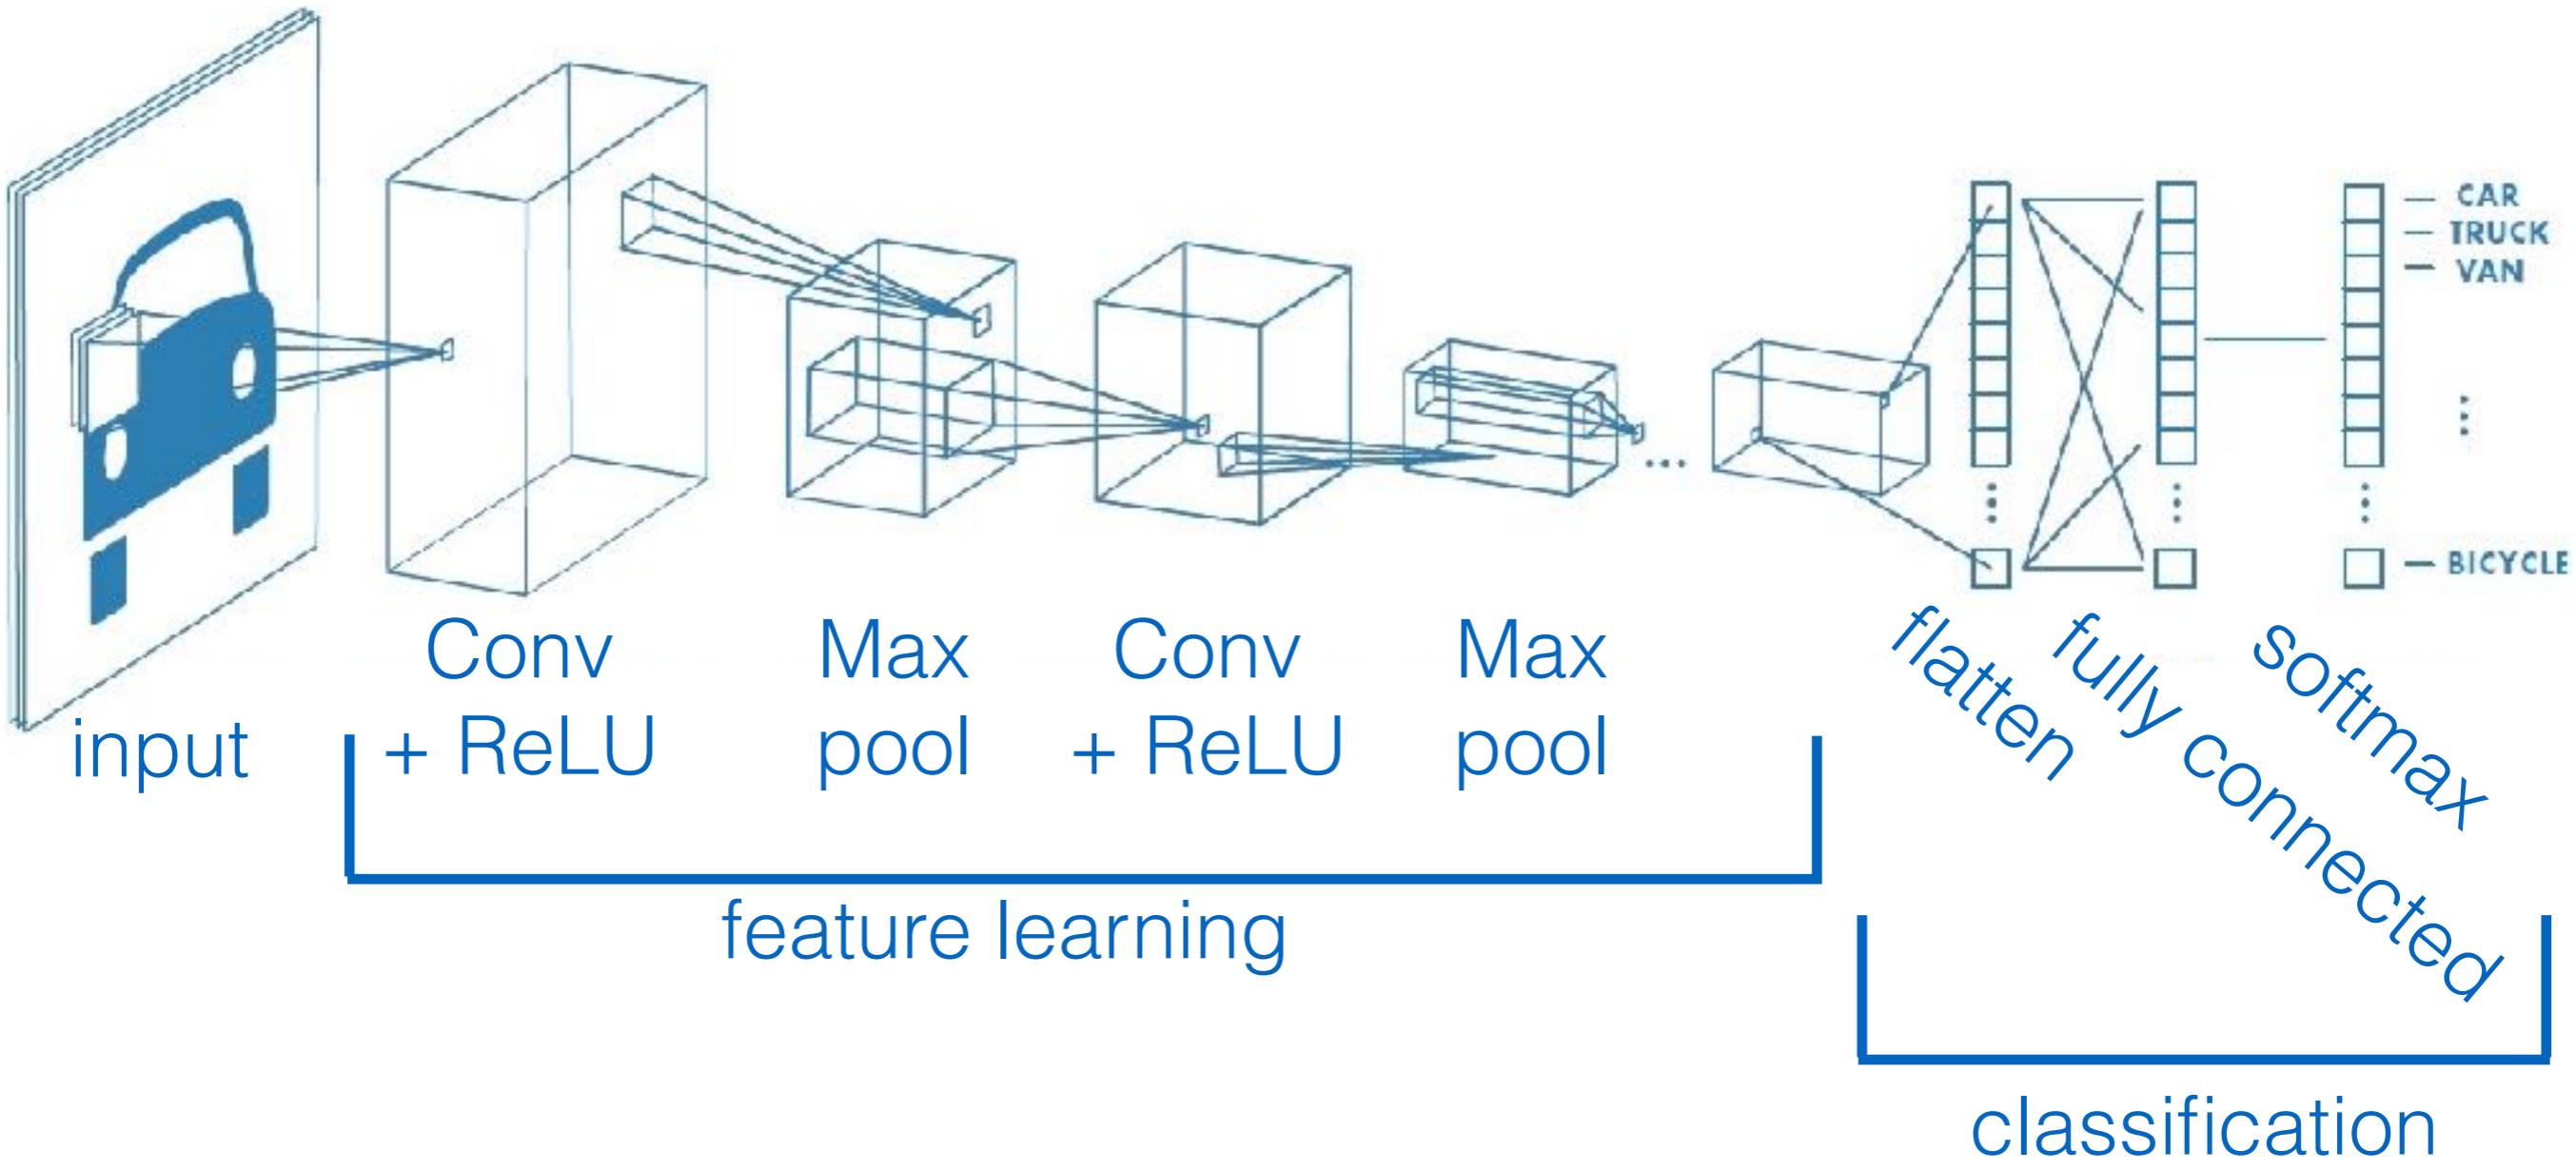 CAR
TRUCK
VAN
BICYCLE
input
Conv
+ ReLU
Max
pool
Conv
+ ReLU
Max
pool
flatten
fully connected
softmax
feature learning
classification